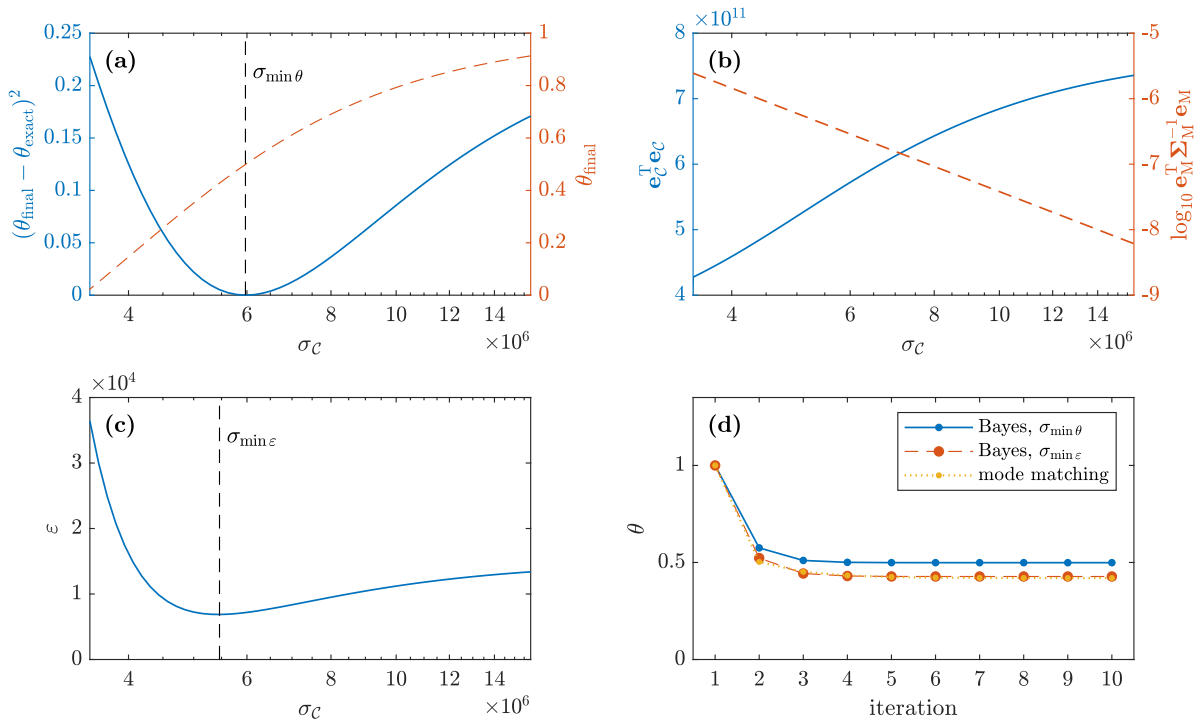 (a)
0.25
0.2
0.15
0.1
0.05
0
(θ_final − θ_exact)^2
σ_min θ
1
0.8
0.6
0.4
0.2
0
θ_final
4 6 8 10 12 14
σ_𝒞 ×10^6
×10^11
(b)
8
7
6
5
4
e_𝒞^T e_𝒞
-5
-6
-7
-8
-9
log_10 e_M^T Σ_M^-1 e_M
4 6 8 10 12 14
σ_𝒞 ×10^6
×10^4
(c)
4
3
2
1
0
ε
σ_min ε
4 6 8 10 12 14
σ_𝒞 ×10^6
(d)
Bayes, σ_min θ
Bayes, σ_min ε
mode matching
1
0.5
0
θ
1 2 3 4 5 6 7 8 9 10
iteration